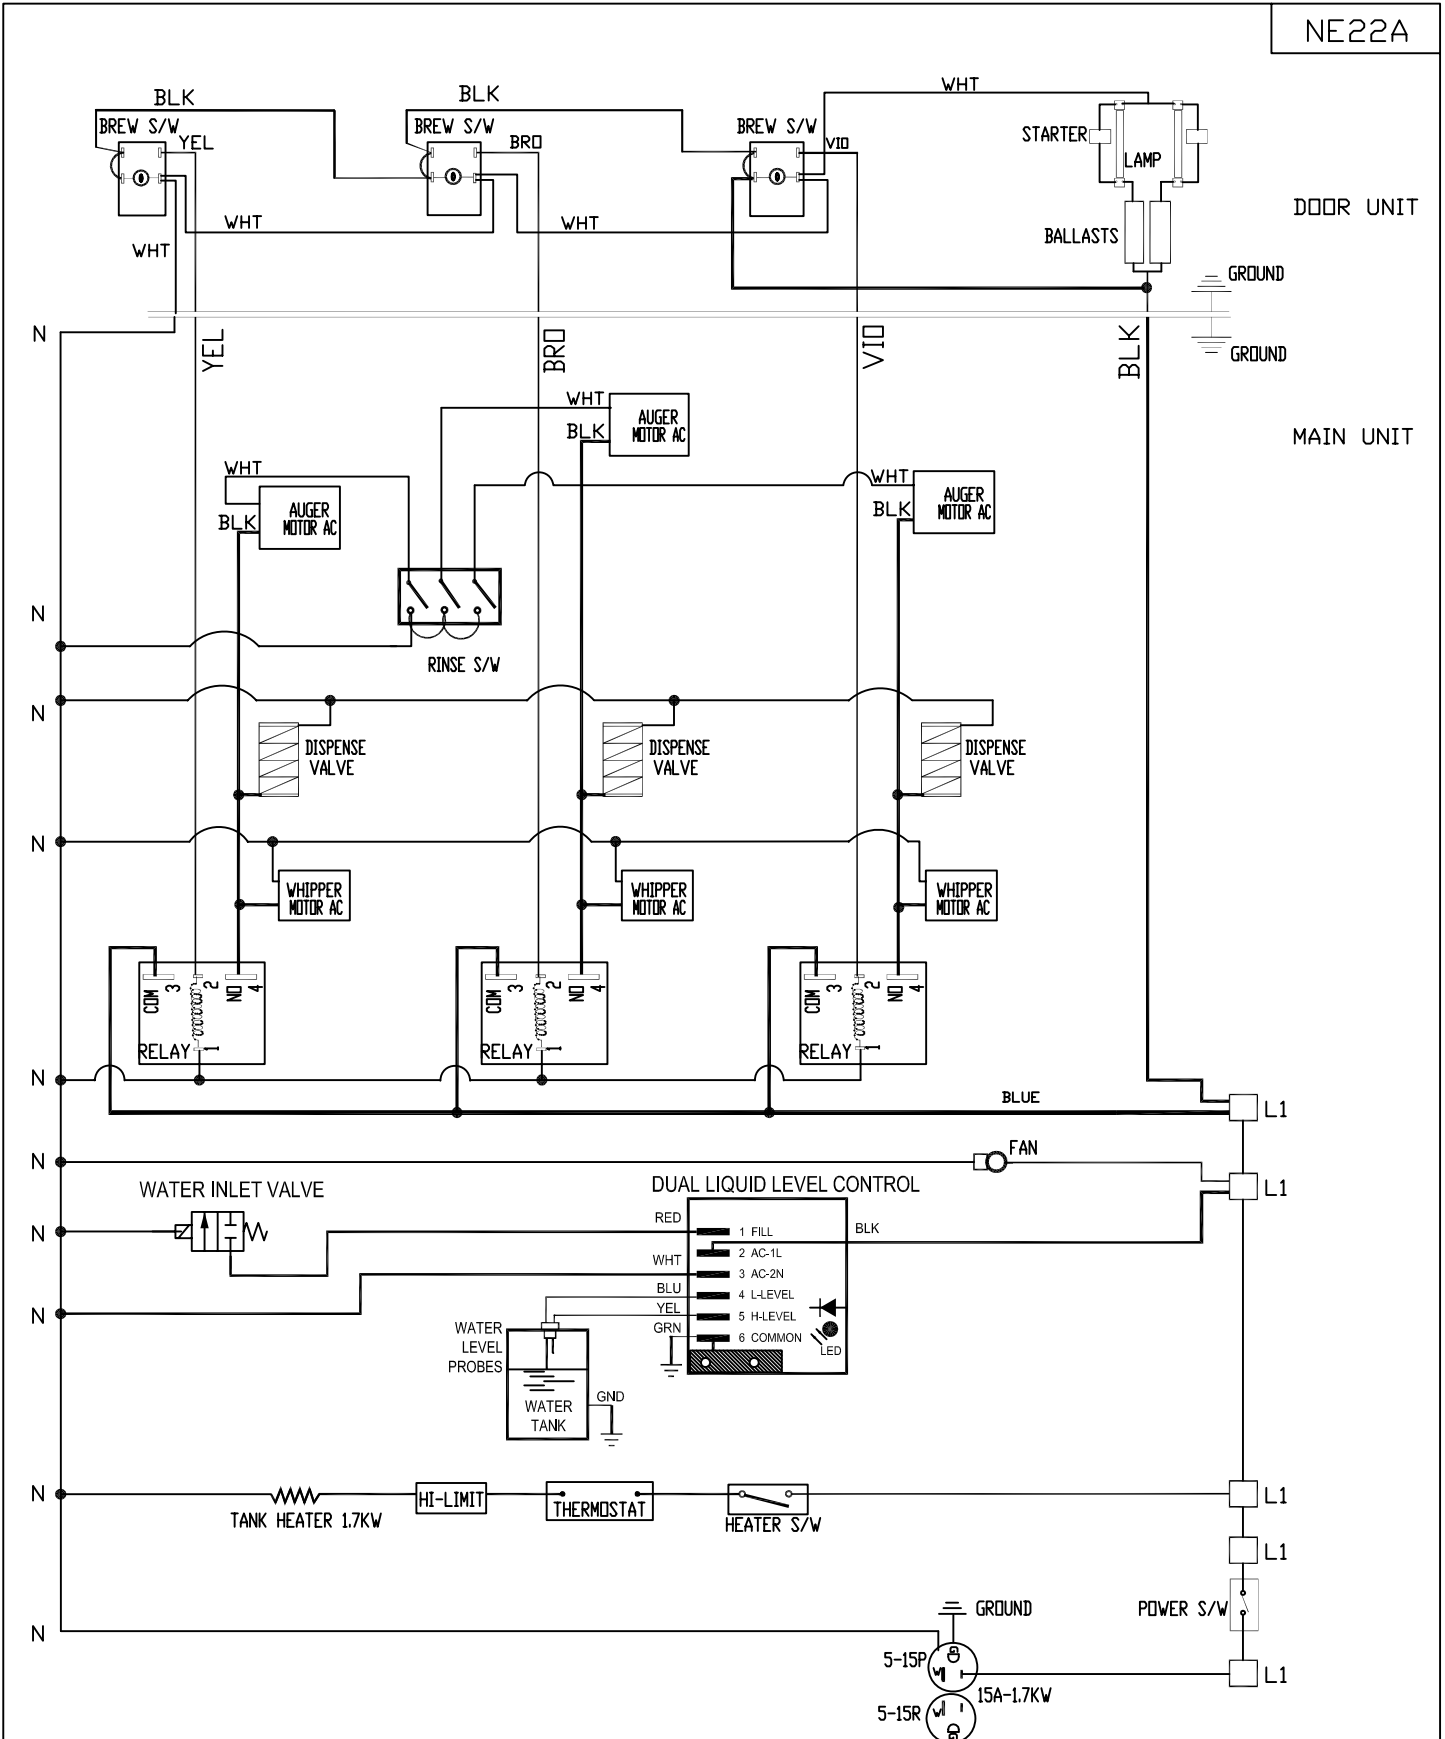 NE22A
BLK
BLK
WHT
BREW S/W
BREW S/W
BREW S/W
YEL
BRO
VIO
STARTER
LAMP
WHT
WHT
WHT
BALLASTS
DOOR UNIT
GROUND
N
YEL
BRO
VIO
BLK
GROUND
WHT
AUGER
MOTOR AC
BLK
MAIN UNIT
WHT
AUGER
MOTOR AC
BLK
WHT
AUGER
MOTOR AC
BLK
N
RINSE S/W
N
DISPENSE
VALVE
DISPENSE
VALVE
DISPENSE
VALVE
N
WHIPPER
MOTOR AC
WHIPPER
MOTOR AC
WHIPPER
MOTOR AC
COM
3
2
NO
4
RELAY
1
COM
3
2
NO
4
RELAY
1
COM
3
2
NO
4
RELAY
1
N
BLUE
L1
N
FAN
WATER INLET VALVE
DUAL LIQUID LEVEL CONTROL
L1
N
RED
1 FILL
BLK
2 AC-1L
WHT
3 AC-2N
BLU
4 L-LEVEL
YEL
5 H-LEVEL
GRN
6 COMMON
LED
N
WATER
LEVEL
PROBES
GND
WATER
TANK
N
HI-LIMIT
THERMOSTAT
L1
TANK HEATER 1.7KW
HEATER S/W
L1
GROUND
POWER S/W
N
5-15P
GD
W
L1
15A-1.7KW
5-15R
W
GD